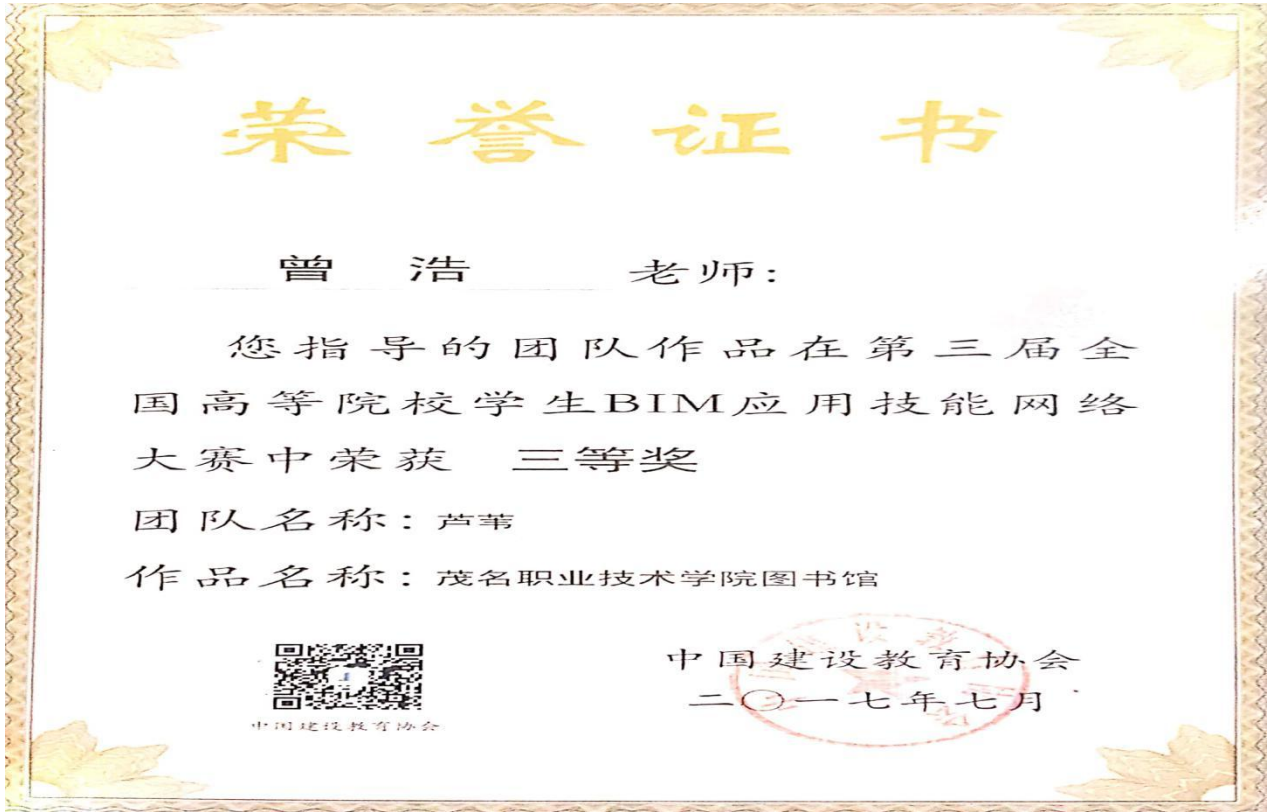 荣誉证书
曾 浩 老师：
您指导的团队作品在第三届全
国高等院校学生BIM应用技能网络
大赛中荣获 三等奖
团队名称：芦苇
作品名称：茂名职业技术学院图书馆
中国建设教育协会
二〇一七年七月
中国建设教育协会